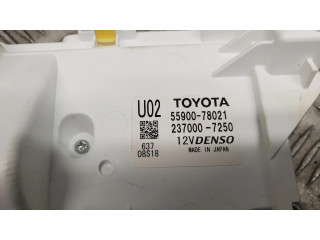 U02 TOYOTA
55900-78021
237000-7250
12V DENSO
637 MADE IN JAPAN
08S18